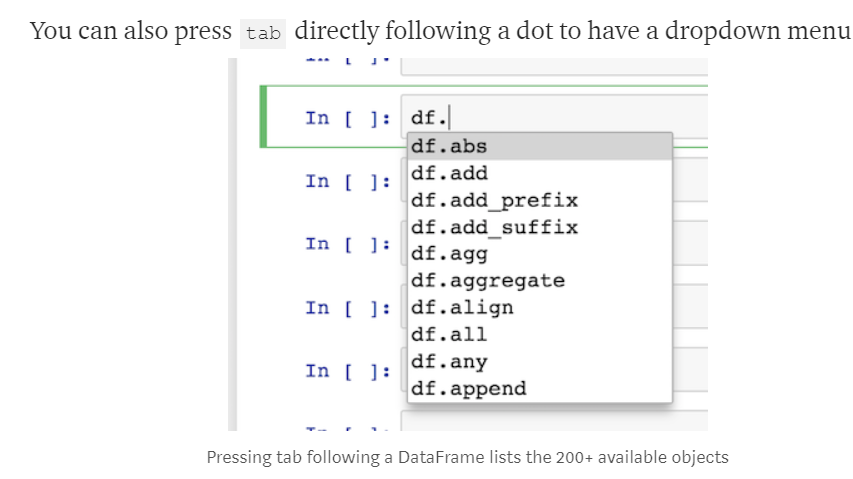 You can also press tab directly following a dot to have a dropdown menu
In [ ]: df.
df.abs
df.add
In [ ]:
df.add_prefix
df.add_suffix
In [ ]:
df.agg
df.aggregate
In [ ]: df.align
df.all
df.any
In [ ]:
df.append
Pressing tab following a DataFrame lists the 200+ available objects